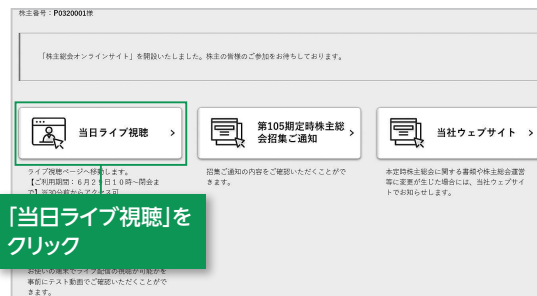 株主番号：P0320001様
「株主総会オンラインサイト」を開設いたしました。株主の皆様のご参加をお待ちしております。
当日ライブ視聴
第105期定時株主総
会招集ご通知
当社ウェブサイト
ライブ視聴ページへ移動します。
【ご利用期間：6月2 日10時〜閉会ま
で】※30分前からアクセス可
招集ご通知の内容をご確認いただくことがで
きます。
本定時株主総会に関する書類や株主総会運営
等に変更が生じた場合には、当社ウェブサイ
トでお知らせします。
「当日ライブ視聴」を
クリック
お使いの端末でライブ配信の視聴が可能かを
事前にテスト動画でご確認いただくことがで
きます。